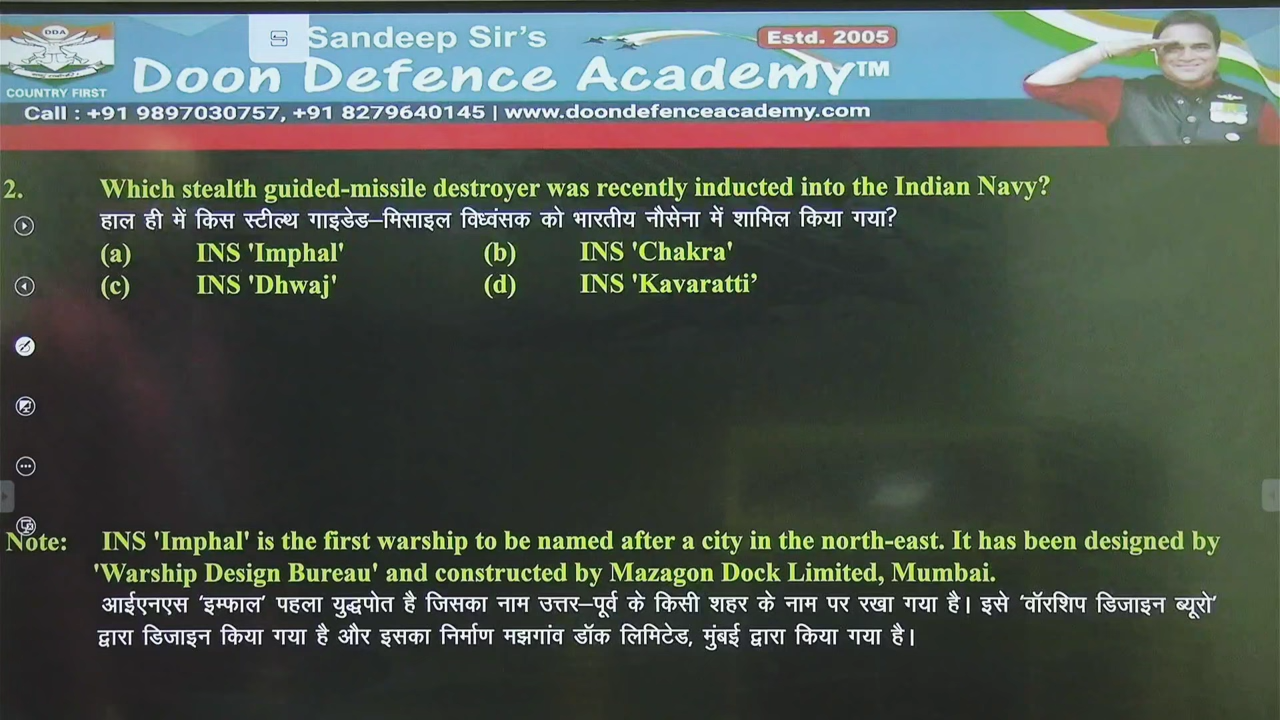 DDA
COUNTRY FIRST
Sandeep Sir's
Estd. 2005
Doon Defence Academy™
Call : +91 9897030757, +91 8279640145 | www.doondefenceacademy.com
2. Which stealth guided-missile destroyer was recently inducted into the Indian Navy?
हाल ही में किस स्टील्थ गाइडेड–मिसाइल विध्वंसक को भारतीय नौसेना में शामिल किया गया?
(a) INS 'Imphal' (b) INS 'Chakra'
(c) INS 'Dhwaj' (d) INS 'Kavaratti’
Note: INS 'Imphal' is the first warship to be named after a city in the north-east. It has been designed by
'Warship Design Bureau' and constructed by Mazagon Dock Limited, Mumbai.
आईएनएस ‘इम्फाल’ पहला युद्धपोत है जिसका नाम उत्तर–पूर्व के किसी शहर के नाम पर रखा गया है। इसे ‘वॉरशिप डिजाइन ब्यूरो’
द्वारा डिजाइन किया गया है और इसका निर्माण मझगांव डॉक लिमिटेड, मुंबई द्वारा किया गया है।